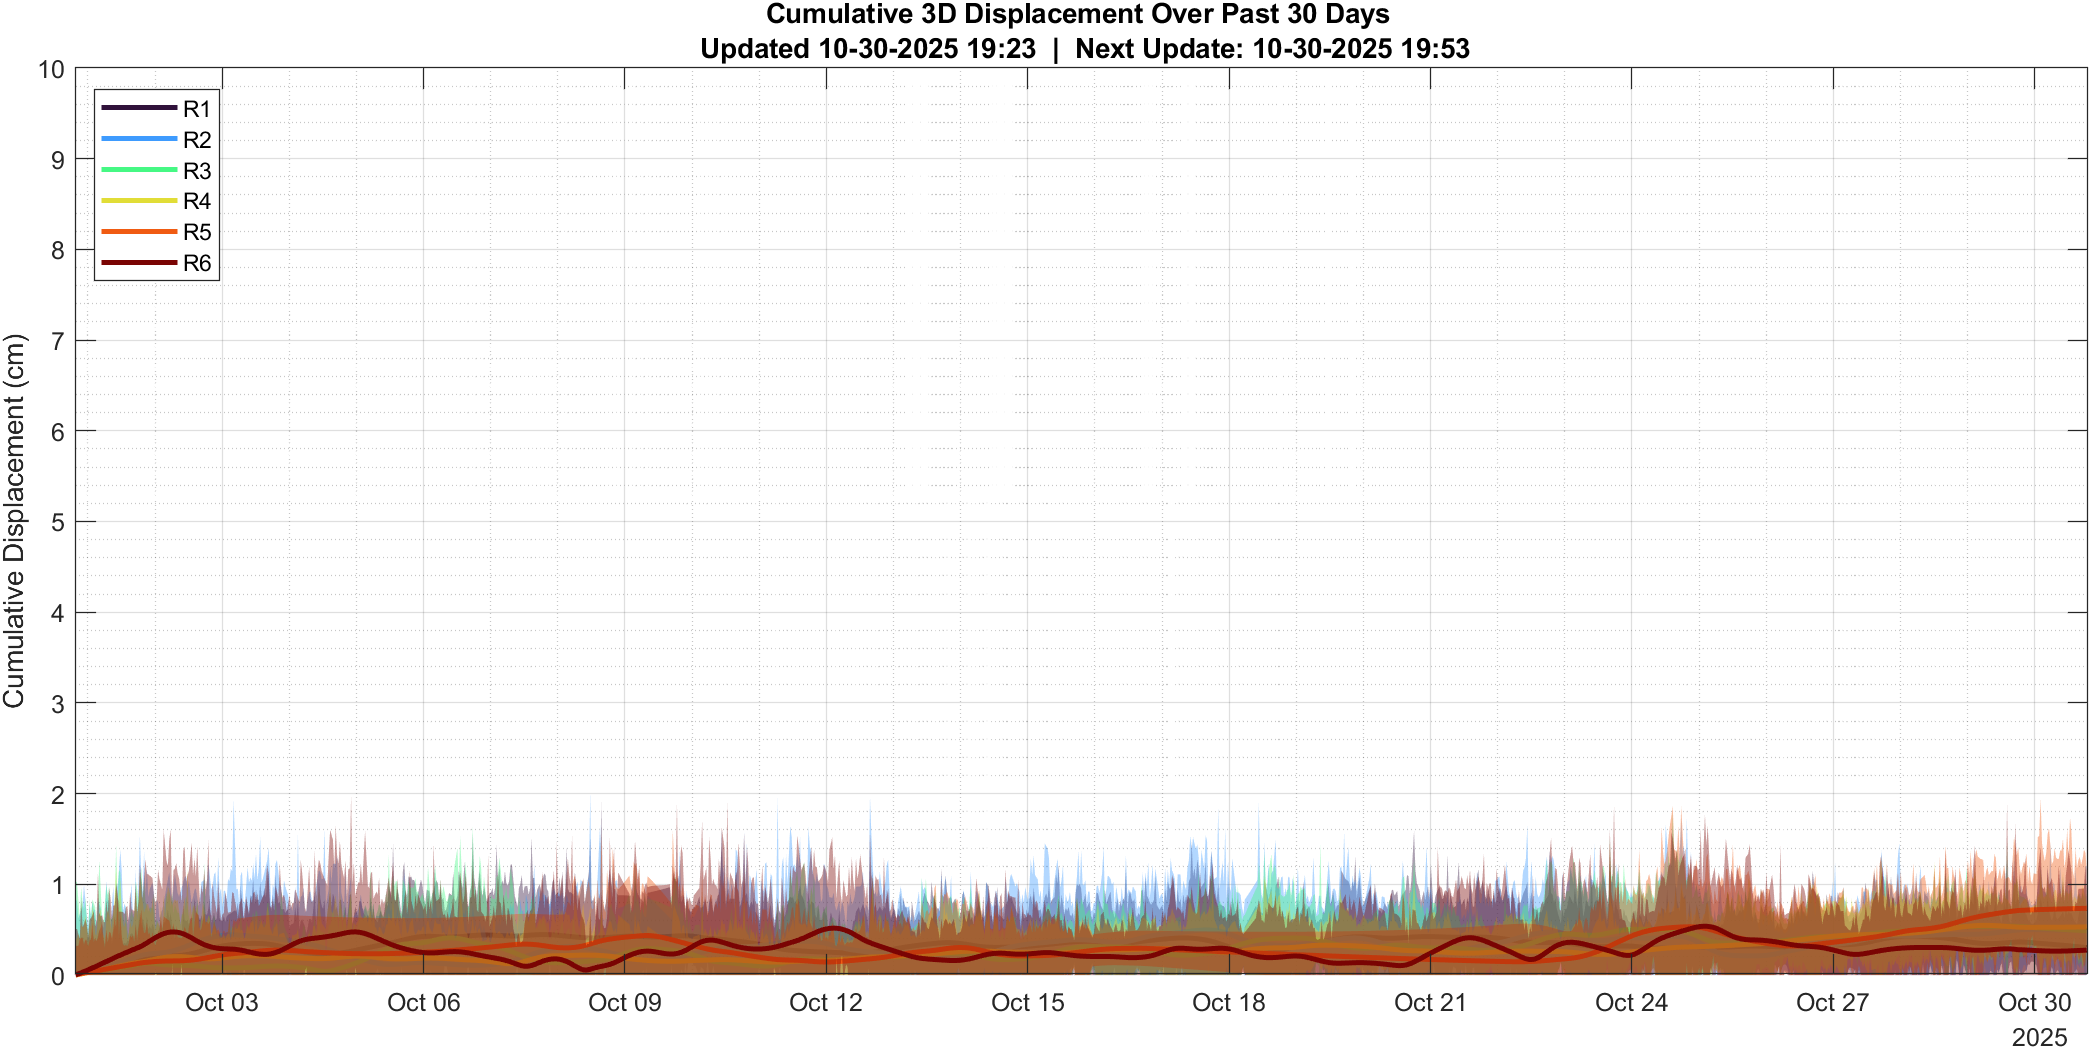 Cumulative 3D Displacement Over Past 30 Days
Updated 10-30-2025 19:23 | Next Update: 10-30-2025 19:53
Cumulative Displacement (cm)
10
9
8
7
6
5
4
3
2
1
0
R1
R2
R3
R4
R5
R6
Oct 03 Oct 06 Oct 09 Oct 12 Oct 15 Oct 18 Oct 21 Oct 24 Oct 27 Oct 30
2025